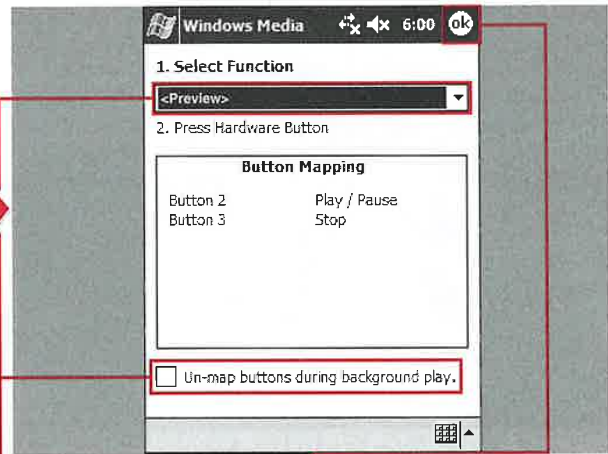 Windows Media 6:00 ok
1. Select Function
<Preview>
2. Press Hardware Button
Button Mapping
Button 2 Play / Pause
Button 3 Stop
Un-map buttons during background play.